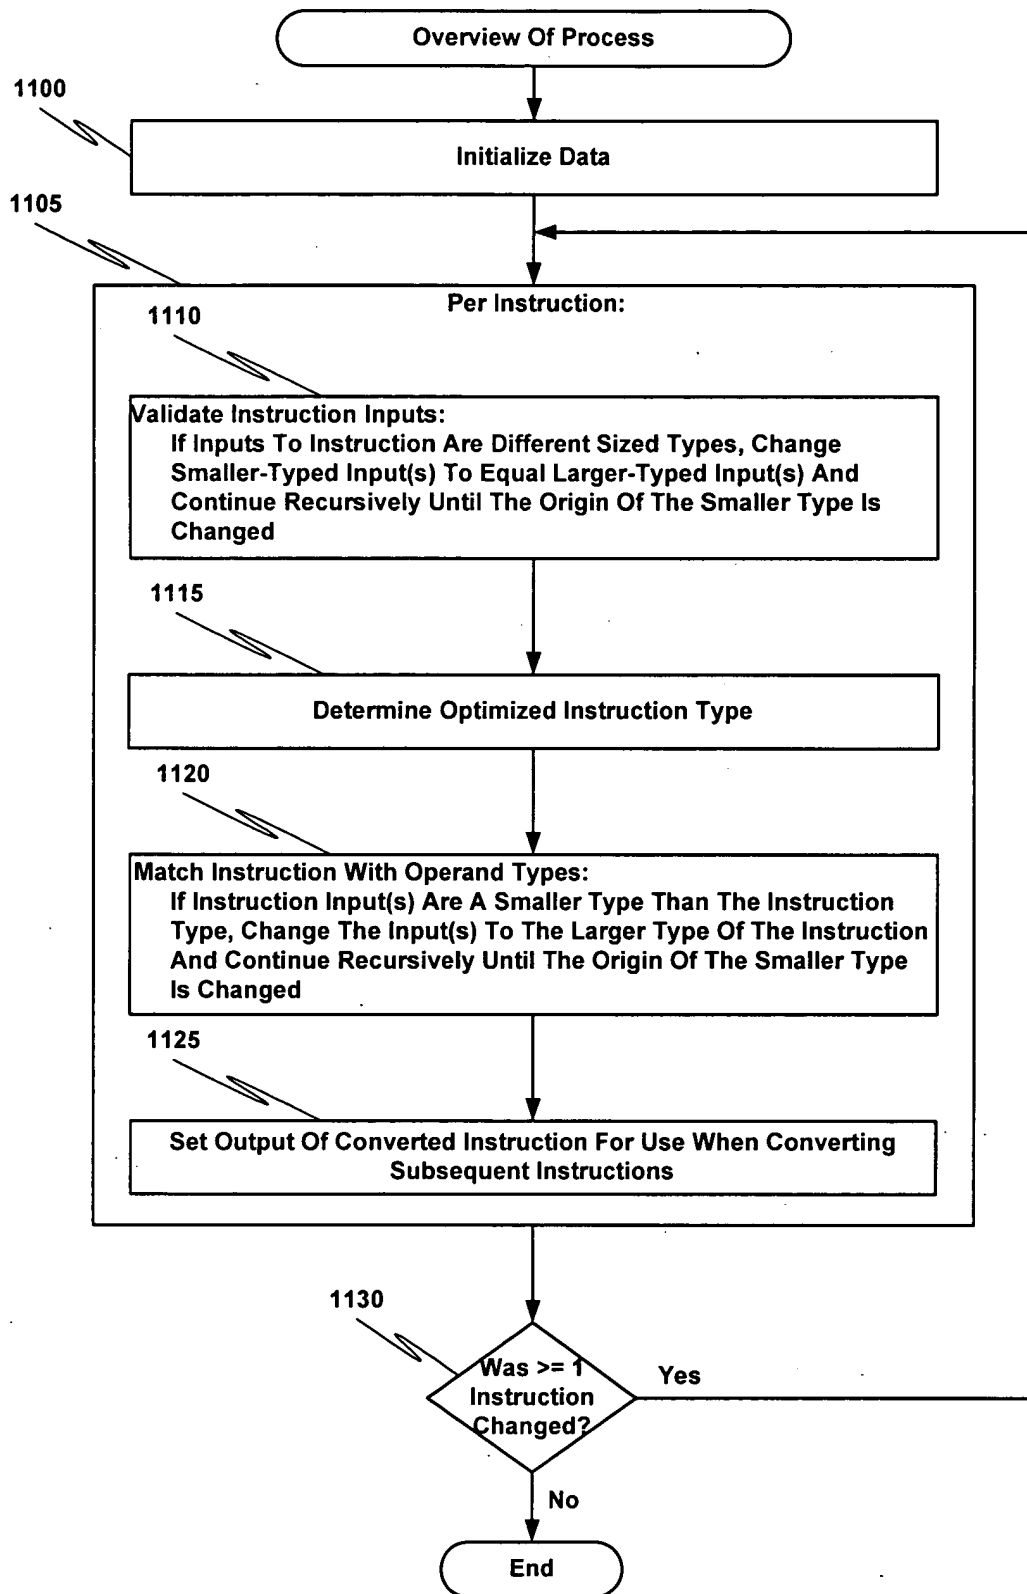 Overview Of Process
1100
Initialize Data
1105
Per Instruction:
1110
Validate Instruction Inputs:
If Inputs To Instruction Are Different Sized Types, Change
Smaller-Typed Input(s) To Equal Larger-Typed Input(s) And
Continue Recursively Until The Origin Of The Smaller Type Is
Changed
1115
Determine Optimized Instruction Type
1120
Match Instruction With Operand Types:
If Instruction Input(s) Are A Smaller Type Than The Instruction
Type, Change The Input(s) To The Larger Type Of The Instruction
And Continue Recursively Until The Origin Of The Smaller Type
Is Changed
1125
Set Output Of Converted Instruction For Use When Converting
Subsequent Instructions
1130
Was >= 1
Instruction
Changed?
Yes
No
End